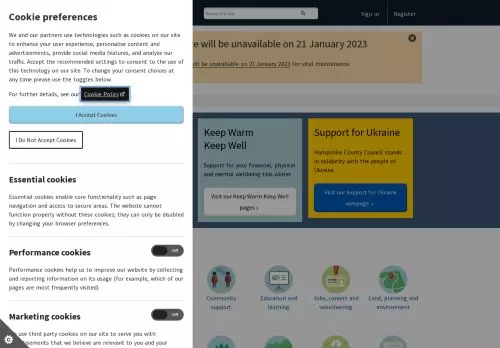 Cookie preferences
We and our partners use technologies such as cookies on our site
to enhance your user experience, personalise content and
advertisements, provide social media features, and analyse our
traffic. Accept the recommended settings to consent to the use of
this technology on our site. To change your consent choices at
any time please use the toggles below.
For further details, see our Cookie Policy
I Accept Cookies
I Do Not Accept Cookies
Essential cookies
Essential cookies enable core functionality such as page
navigation and access to secure areas. The website cannot
function properly without these cookies; they can only be disabled
by changing your browser preferences.
Performance cookies
Off
Performance cookies help us to improve our website by collecting
and reporting information on its usage (for example, which of our
pages are most frequently visited).
Marketing cookies
Off
use third party cookies on our site to serve you with
isements that we believe are relevant to you and your
Sign in
Register
e will be unavailable on 21 January 2023
will be unavailable on 21 January 2023 for vital maintenance.
Keep Warm
Keep Well
Support for your financial, physical
and mental wellbeing this winter
Visit our Keep Warm Keep Well
pages ›
Support for Ukraine
Hampshire County Council stands
in solidarity with the people of
Ukraine.
Visit our Support for Ukraine
webpage ›
Community
support
Education and
learning
Jobs, careers and
volunteering
Land, planning and
environment